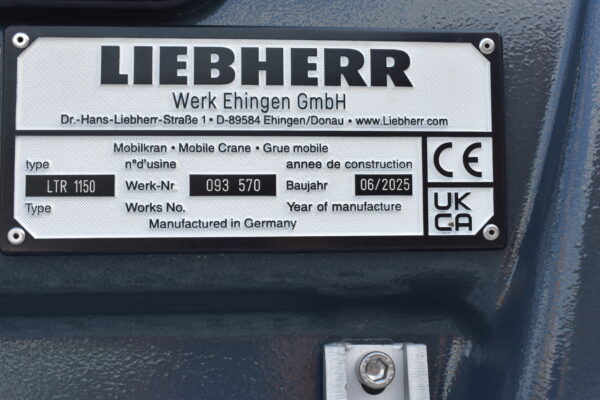 LIEBHERR
Werk Ehingen GmbH
Dr.-Hans-Liebherr-Straße 1 • D-89584 Ehingen/Donau • www.Liebherr.com
Mobilkran • Mobile Crane • Grue mobile
type n°d'usine annee de construction
LTR 1150 Werk-Nr 093 570 Baujahr 06/2025
Type Works No. Year of manufacture
Manufactured in Germany
CE
UK
CA